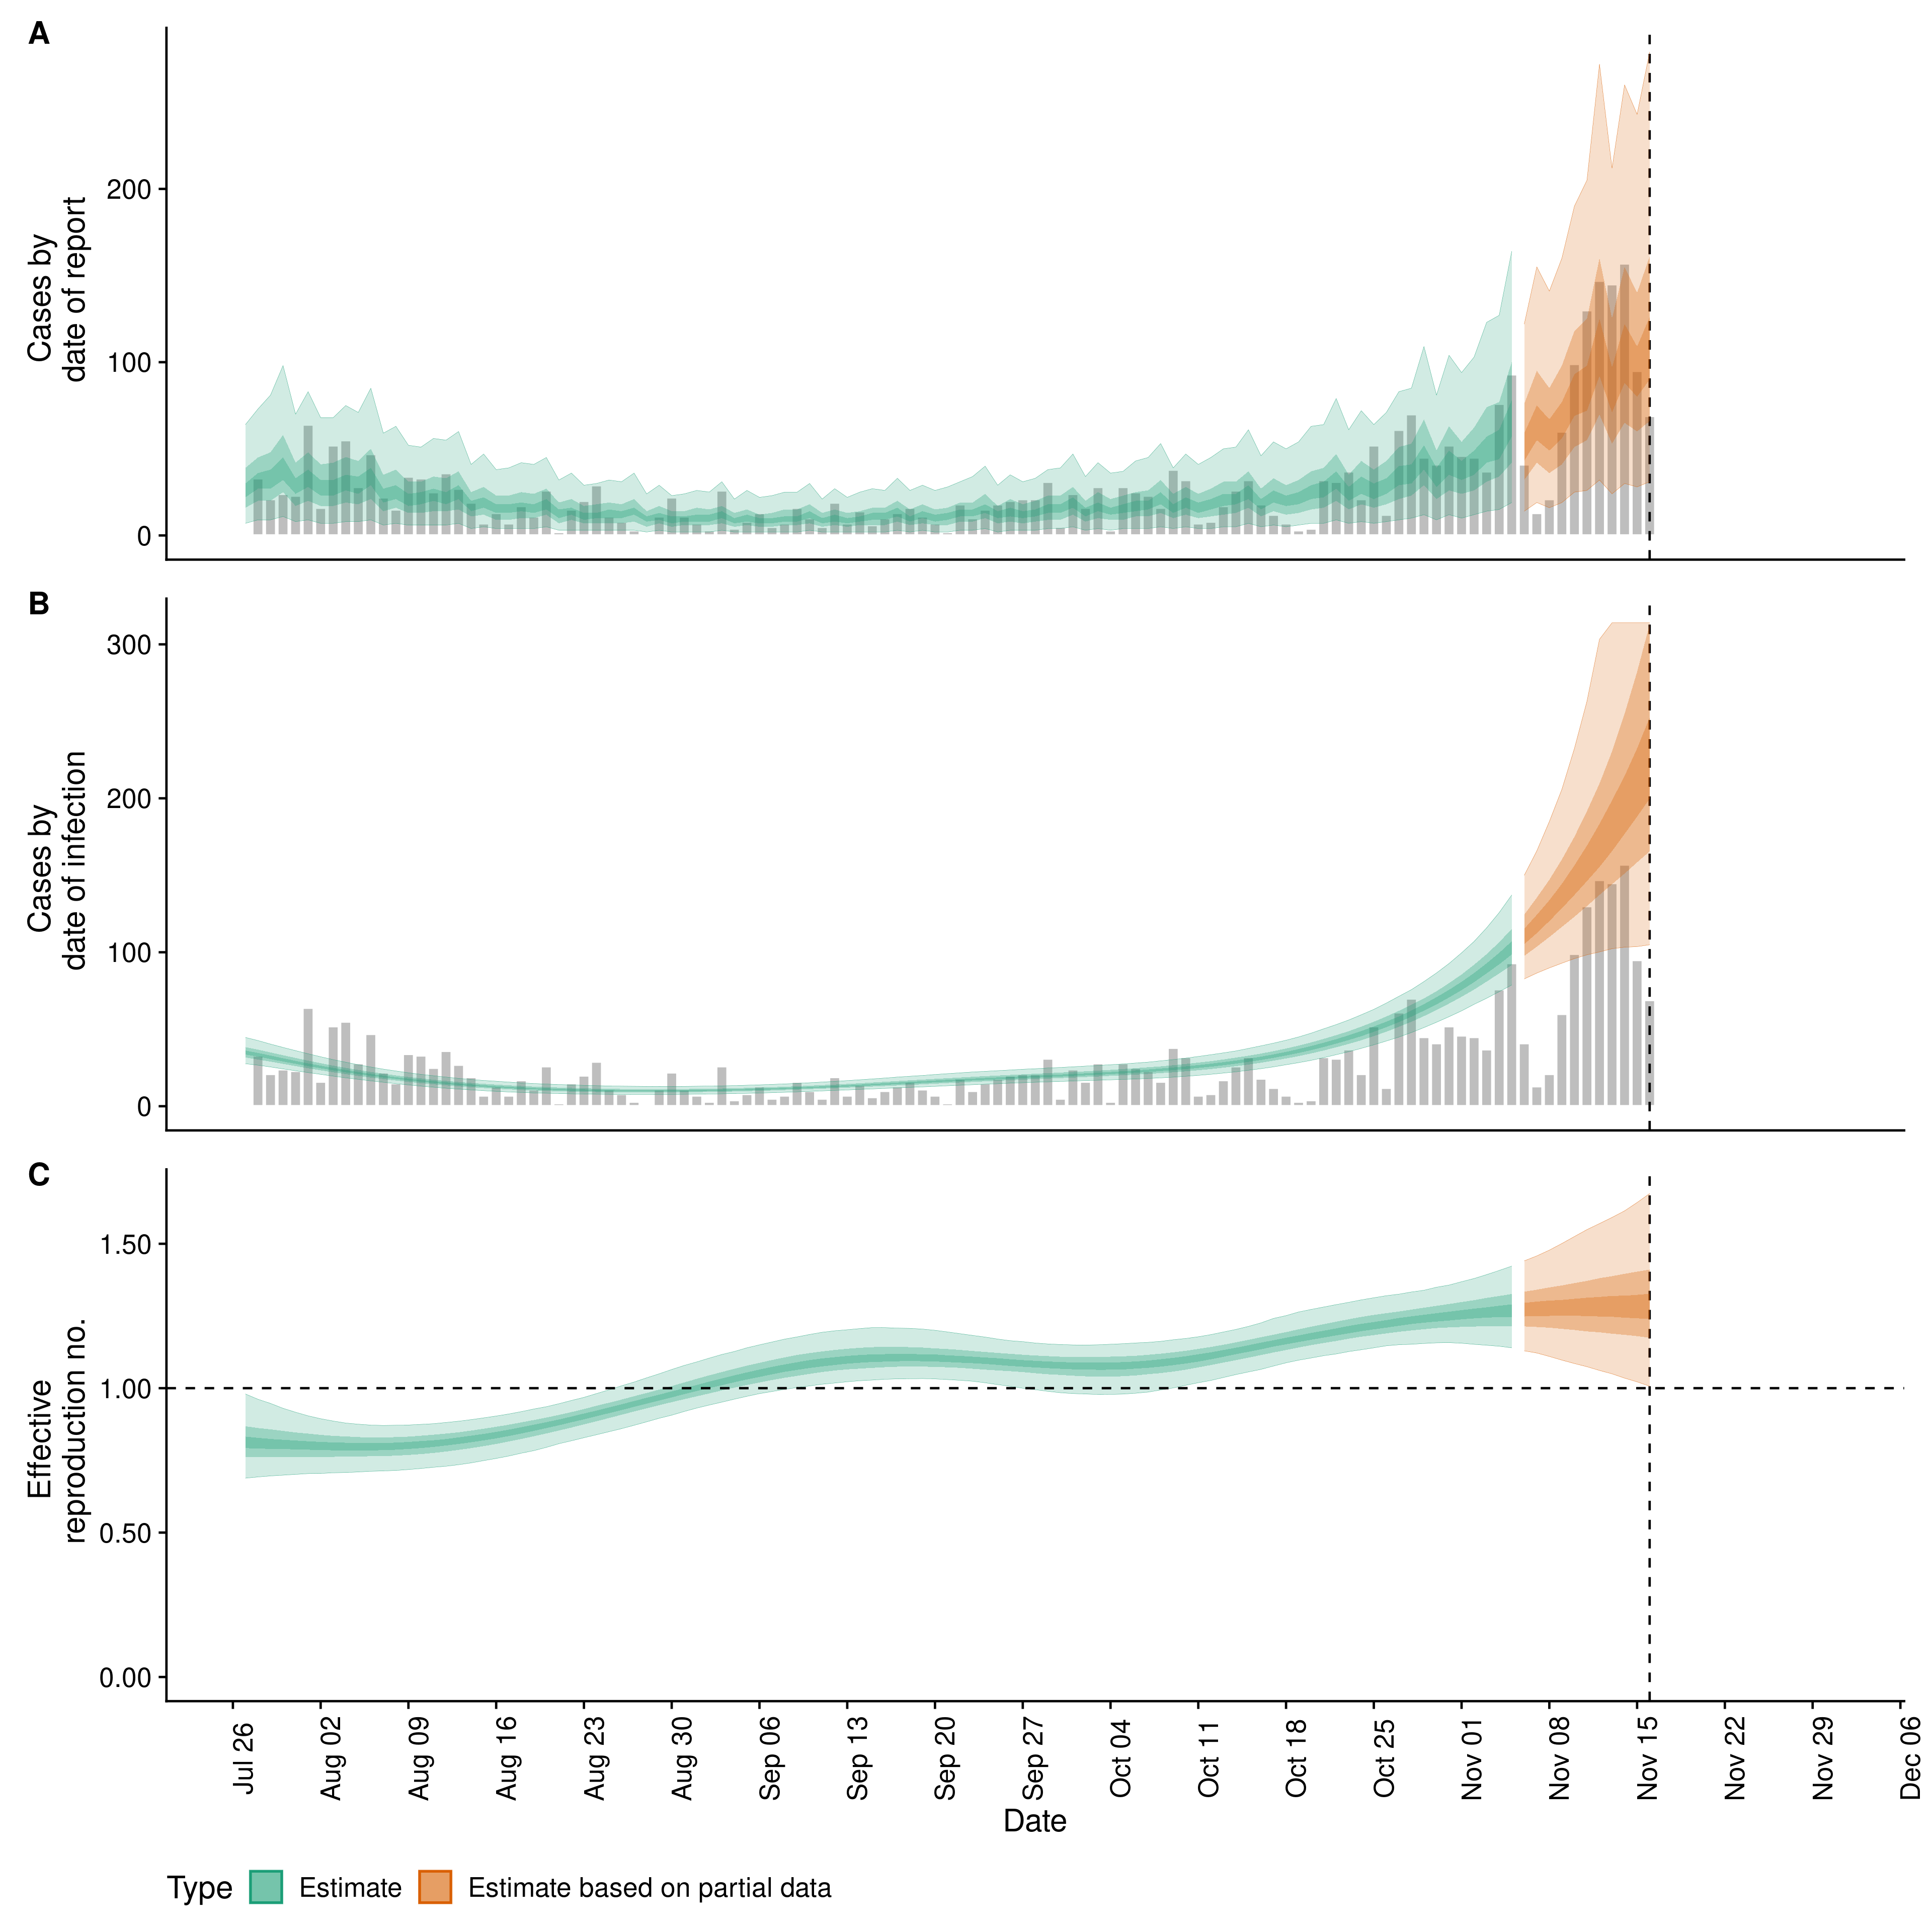 A
Cases by
date of report
200
100
0
B
Cases by
date of infection
300
200
100
0
C
Effective
reproduction no.
1.50
1.00
0.50
0.00
Jul 26
Aug 02
Aug 09
Aug 16
Aug 23
Aug 30
Sep 06
Sep 13
Sep 20
Sep 27
Oct 04
Oct 11
Oct 18
Oct 25
Nov 01
Nov 08
Nov 15
Nov 22
Nov 29
Dec 06
Date
Type Estimate Estimate based on partial data